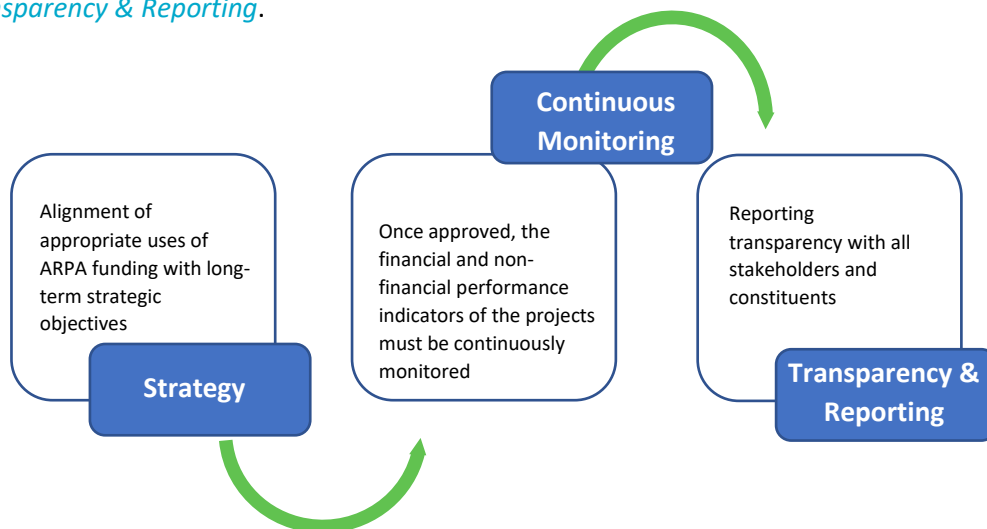 nsparency & Reporting.
Alignment of
appropriate uses of
ARPA funding with long-
term strategic
objectives
Strategy
Continuous
Monitoring
Once approved, the
financial and non-
financial performance
indicators of the projects
must be continuously
monitored
Reporting
transparency with all
stakeholders and
constituents
Transparency &
Reporting